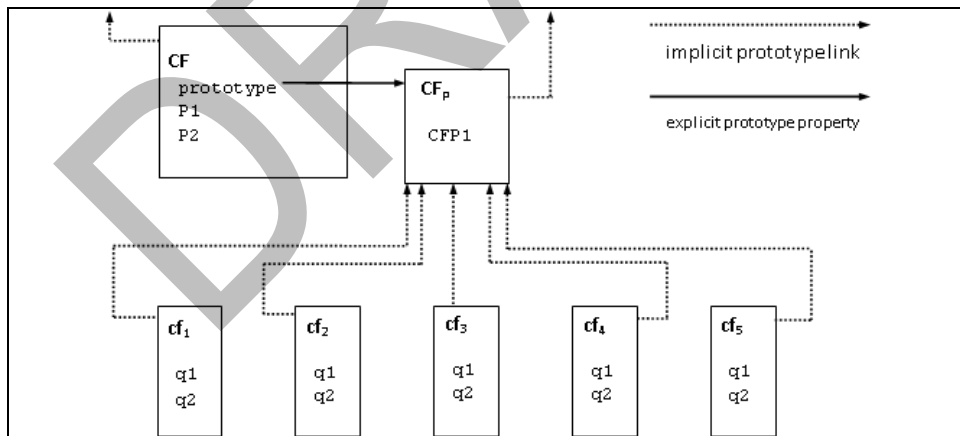 CF
prototype
P1
P2
CFp
CFP1
implicit prototype link
explicit prototype property
cf1
q1
q2
cf2
q1
q2
cf3
q1
q2
cf4
q1
q2
cf5
q1
q2